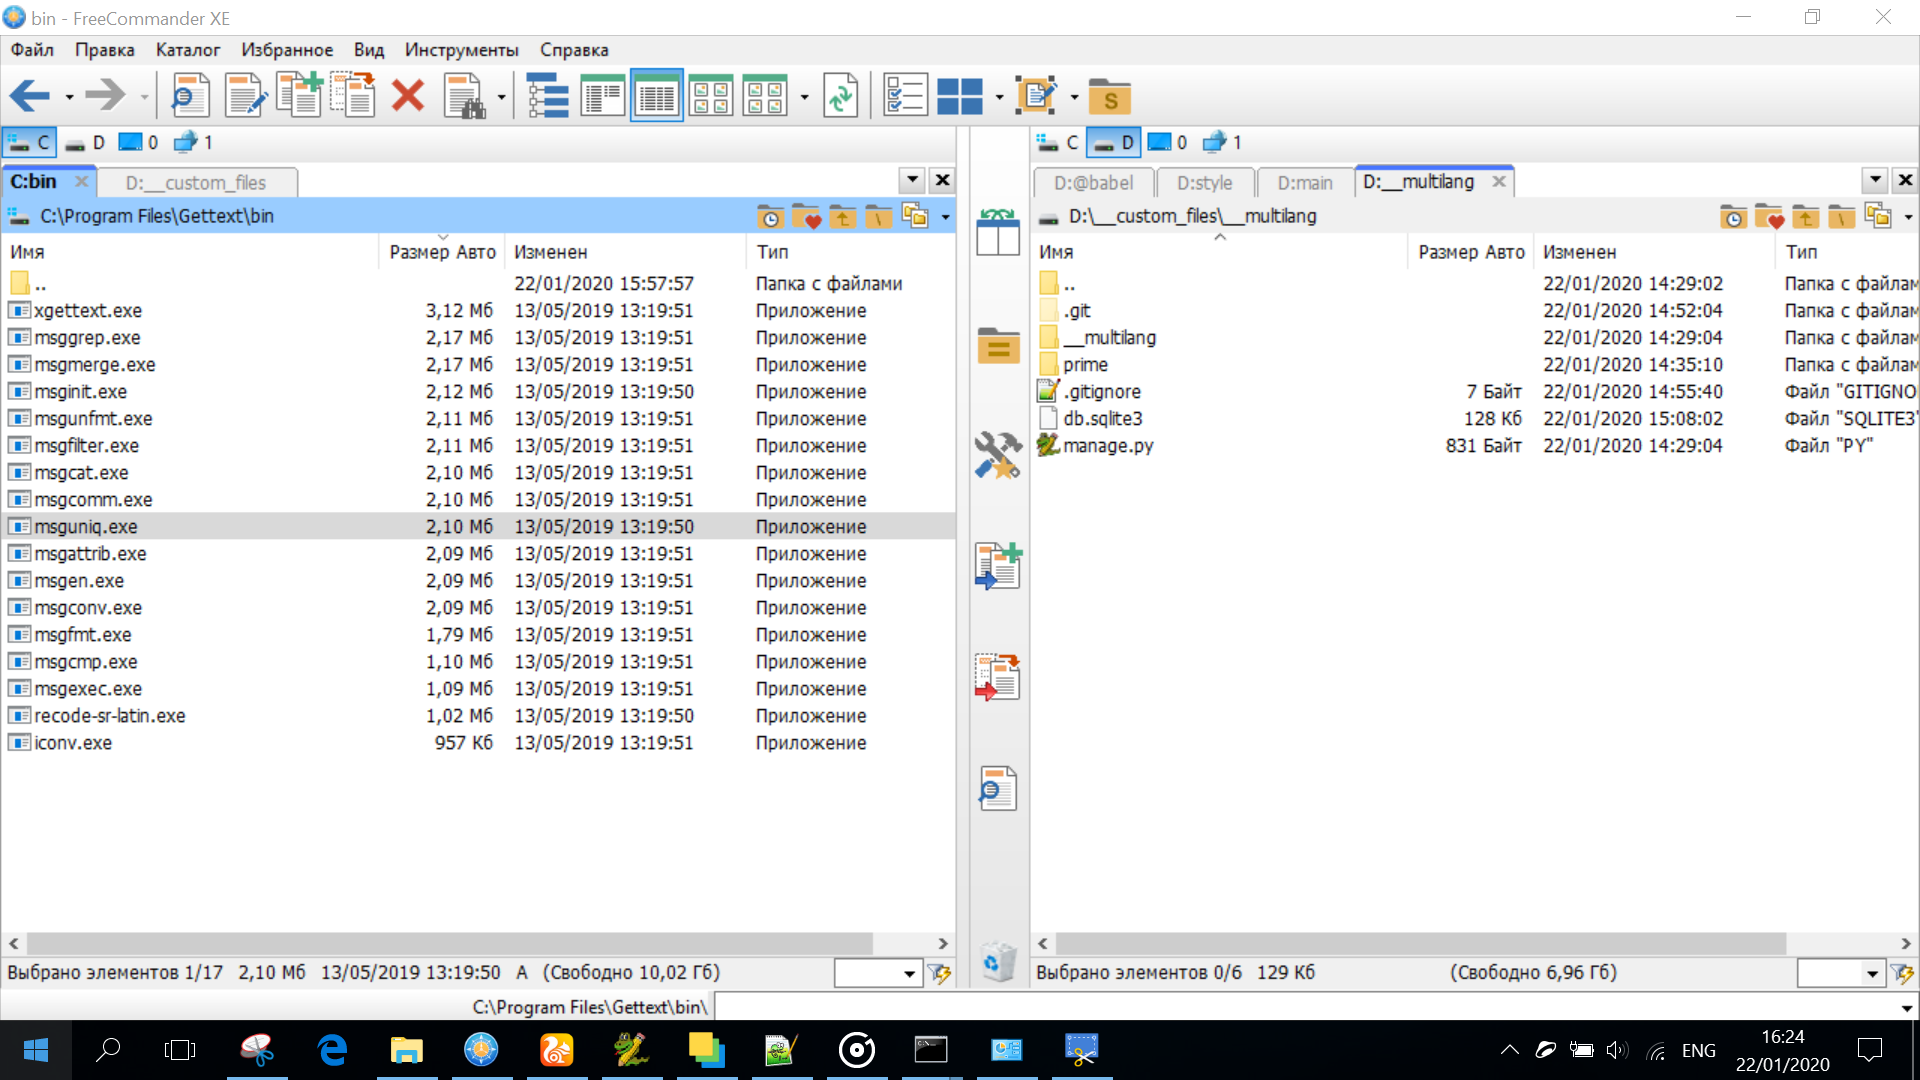 bin - FreeCommander XE
Файл Правка Каталог Избранное Вид Инструменты Справка
S
C D 0 1
C:bin D:__custom_files
C:\Program Files\Gettext\bin
Имя Размер Авто Изменен Тип
.. 22/01/2020 15:57:57 Папка с файлами
xgettext.exe 3,12 Мб 13/05/2019 13:19:51 Приложение
msggrep.exe 2,17 Мб 13/05/2019 13:19:51 Приложение
msgmerge.exe 2,17 Мб 13/05/2019 13:19:51 Приложение
msginit.exe 2,12 Мб 13/05/2019 13:19:50 Приложение
msgunfmt.exe 2,11 Мб 13/05/2019 13:19:51 Приложение
msgfilter.exe 2,11 Мб 13/05/2019 13:19:51 Приложение
msgcat.exe 2,10 Мб 13/05/2019 13:19:51 Приложение
msgcomm.exe 2,10 Мб 13/05/2019 13:19:51 Приложение
msguniq.exe 2,10 Мб 13/05/2019 13:19:50 Приложение
msgattrib.exe 2,09 Мб 13/05/2019 13:19:51 Приложение
msgen.exe 2,09 Мб 13/05/2019 13:19:51 Приложение
msgconv.exe 2,09 Мб 13/05/2019 13:19:51 Приложение
msgfmt.exe 1,79 Мб 13/05/2019 13:19:51 Приложение
msgcmp.exe 1,10 Мб 13/05/2019 13:19:51 Приложение
msgexec.exe 1,09 Мб 13/05/2019 13:19:51 Приложение
recode-sr-latin.exe 1,02 Мб 13/05/2019 13:19:50 Приложение
iconv.exe 957 Кб 13/05/2019 13:19:51 Приложение
Выбрано элементов 1/17 2,10 Мб 13/05/2019 13:19:50 A (Свободно 10,02 Гб)
C D 0 1
D:@babel D:style D:main D:__multilang
D:\__custom_files\__multilang
Имя Размер Авто Изменен Тип
.. 22/01/2020 14:29:02 Папка с файлам
.git 22/01/2020 14:52:04 Папка с файлам
__multilang 22/01/2020 14:29:04 Папка с файлам
prime 22/01/2020 14:35:10 Папка с файлам
.gitignore 7 Байт 22/01/2020 14:55:40 Файл "GITIGNO
db.sqlite3 128 Кб 22/01/2020 15:08:02 Файл "SQLITE3"
manage.py 831 Байт 22/01/2020 14:29:04 Файл "PY"
Выбрано элементов 0/6 129 Кб (Свободно 6,96 Гб)
C:\Program Files\Gettext\bin\
ENG
16:24
22/01/2020